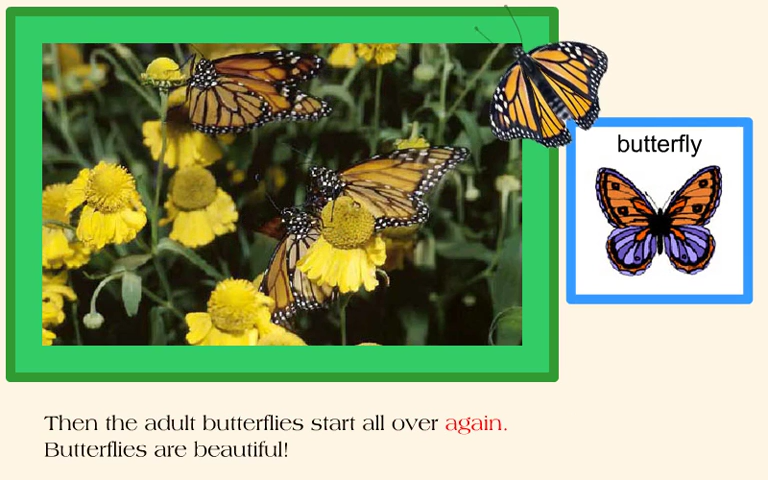 butterfly
Then the adult butterflies start all over again.
Butterflies are beautiful!